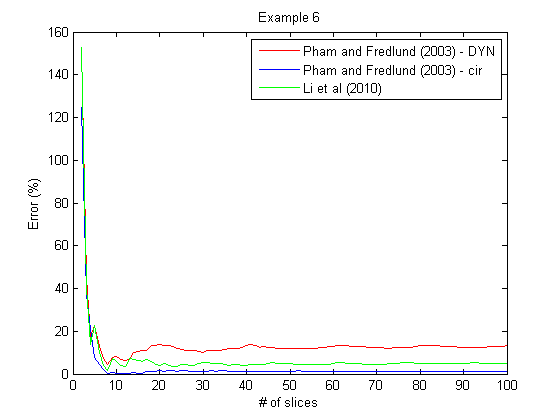 Example 6
160
140
120
100
80
60
40
20
0
Error (%)
Pham and Fredlund (2003) - DYN
Pham and Fredlund (2003) - cir
Li et al (2010)
0 10 20 30 40 50 60 70 80 90 100
# of slices